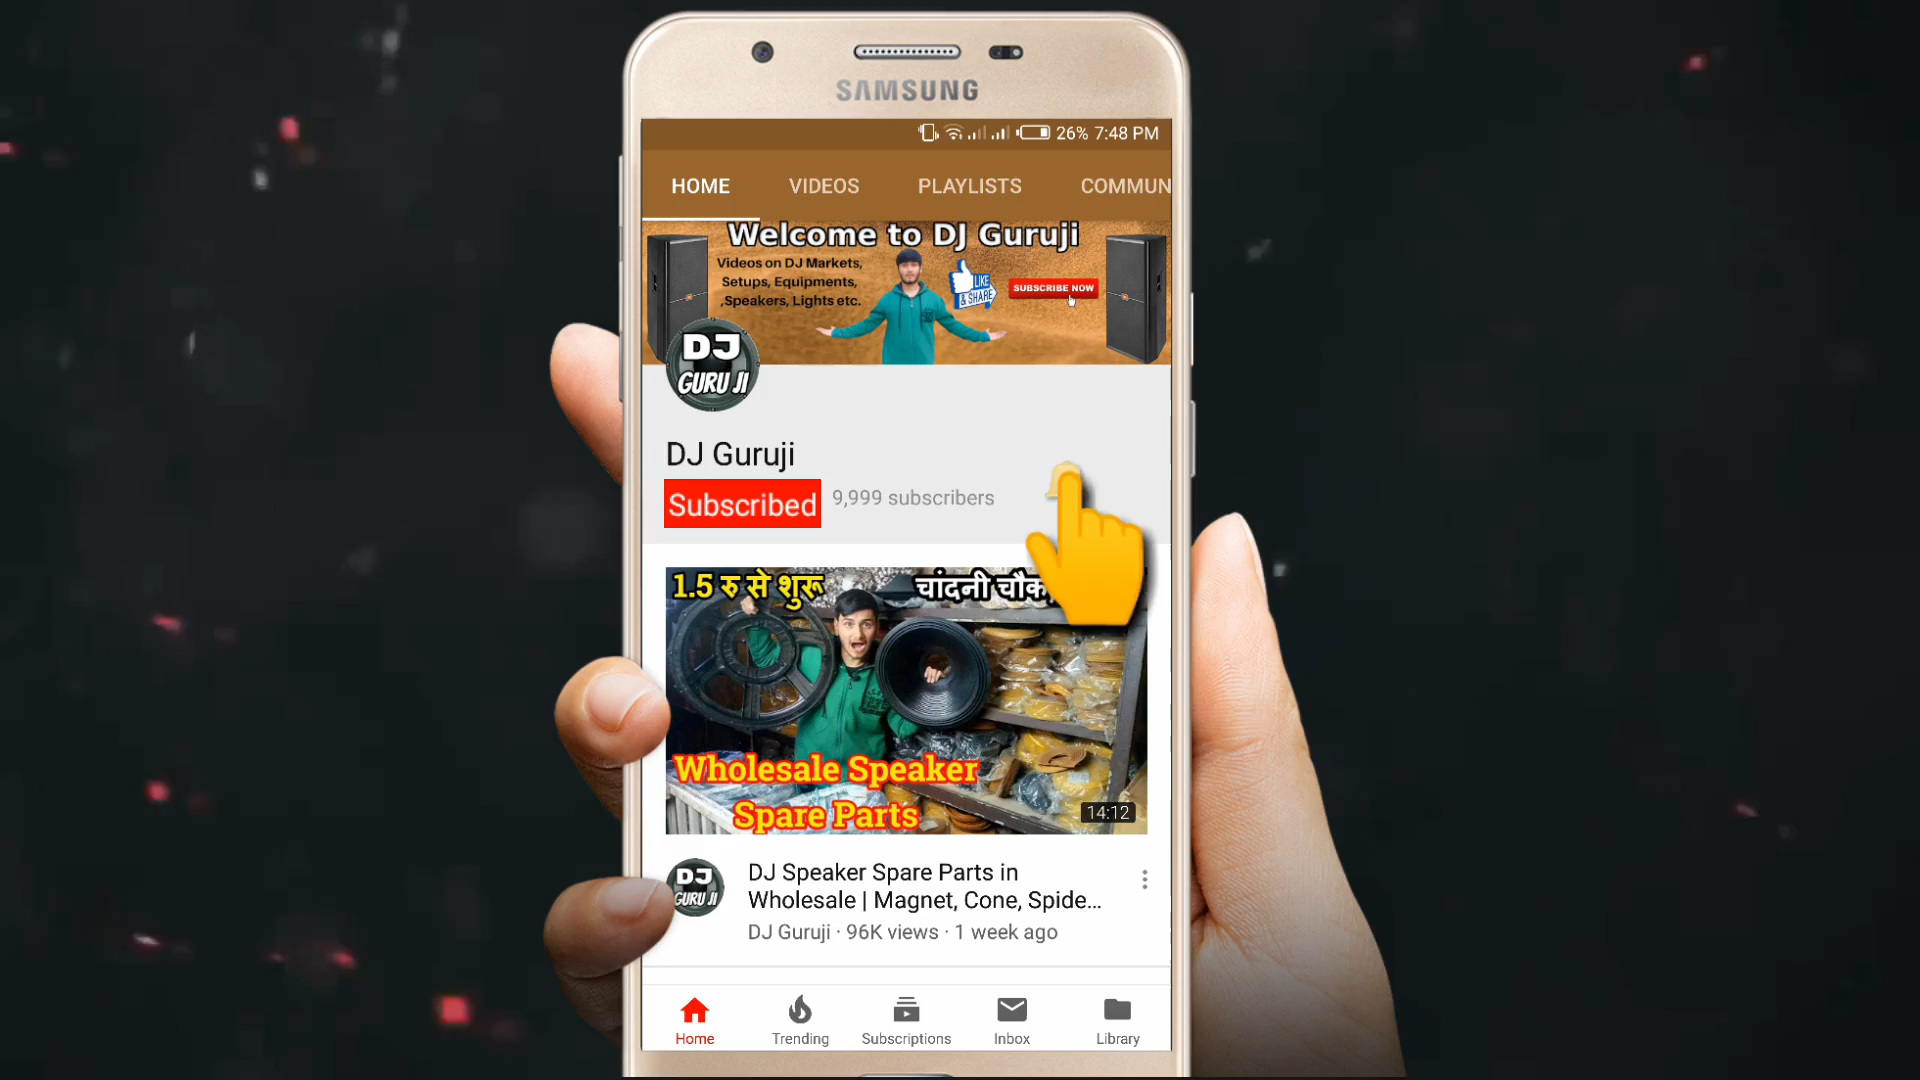 SAMSUNG
26% 7:48 PM
HOME VIDEOS PLAYLISTS COMMUN
Welcome to DJ Guruji
Videos on DJ Markets,
Setups, Equipments,
,Speakers, Lights etc.
LIKE
& SHARE
SUBSCRIBE NOW
DJ
GURU JI
DJ Guruji
Subscribed 9,999 subscribers
1.5 रु से शुरू चांदनी चौक
Wholesale Speaker
Spare Parts
14:12
DJ
GURU JI
DJ Speaker Spare Parts in
Wholesale | Magnet, Cone, Spide...
DJ Guruji · 96K views · 1 week ago
Home Trending Subscriptions Inbox Library